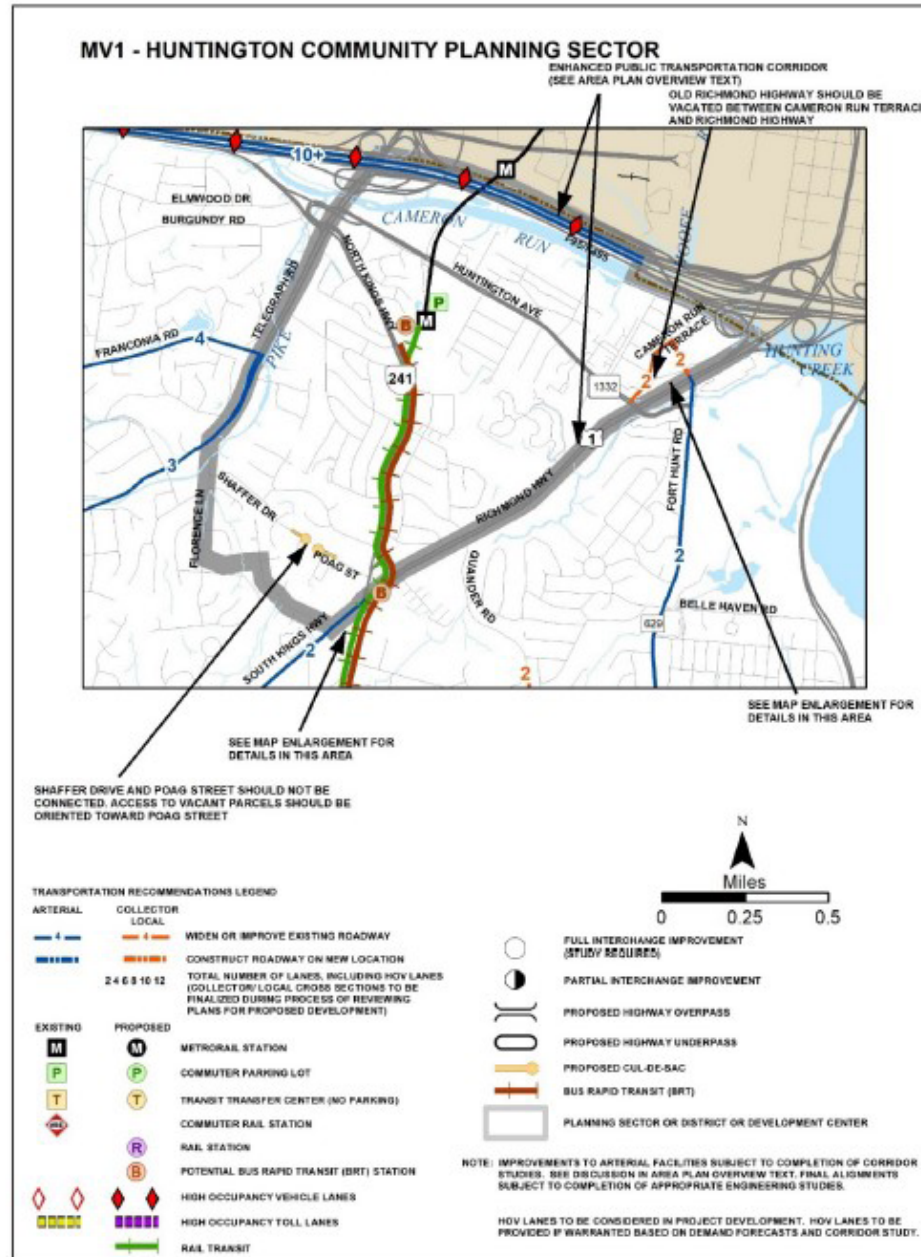 MV1 - HUNTINGTON COMMUNITY PLANNING SECTOR
ENHANCED PUBLIC TRANSPORTATION CORRIDOR
(SEE AREA PLAN OVERVIEW TEXT)
OLD RICHMOND HIGHWAY SHOULD BE
VACATED BETWEEN CAMERON RUN TERRACE
AND RICHMOND HIGHWAY
10+
M
ELMWOOD DR
BURGUNDY RD
CAMERON
RUN
I-95/I-495
TELEGRAPH RD
NORTH KINGS HWY
HUNTINGTON AVE
P
B
M
FRANCONIA RD
4
PIKE
241
CAMERON RUN
TERRACE
HUNTING
CREEK
2
2
1332
1
3
SHAFFER DR
FLORENCE LN
POAG ST
RICHMOND HWY
FORT HUNT RD
QUANDER RD
2
B
BELLE HAVEN RD
629
SOUTH KINGS HWY
2
2
SEE MAP ENLARGEMENT FOR
DETAILS IN THIS AREA
SEE MAP ENLARGEMENT FOR
DETAILS IN THIS AREA
SHAFFER DRIVE AND POAG STREET SHOULD NOT BE
CONNECTED. ACCESS TO VACANT PARCELS SHOULD BE
ORIENTED TOWARD POAG STREET
N
Miles
0 0.25 0.5
TRANSPORTATION RECOMMENDATIONS LEGEND
ARTERIAL COLLECTOR
LOCAL
4 4 WIDEN OR IMPROVE EXISTING ROADWAY
CONSTRUCT ROADWAY ON NEW LOCATION
2 4 6 8 10 12 TOTAL NUMBER OF LANES, INCLUDING HOV LANES
(COLLECTOR/ LOCAL CROSS SECTIONS TO BE
FINALIZED DURING PROCESS OF REVIEWING
PLANS FOR PROPOSED DEVELOPMENT)
EXISTING PROPOSED
M M METRORAIL STATION
P P COMMUTER PARKING LOT
T T TRANSIT TRANSFER CENTER (NO PARKING)
VRE COMMUTER RAIL STATION
R RAIL STATION
B POTENTIAL BUS RAPID TRANSIT (BRT) STATION
HIGH OCCUPANCY VEHICLE LANES
HIGH OCCUPANCY TOLL LANES
RAIL TRANSIT
FULL INTERCHANGE IMPROVEMENT
(STUDY REQUIRED)
PARTIAL INTERCHANGE IMPROVEMENT
PROPOSED HIGHWAY OVERPASS
PROPOSED HIGHWAY UNDERPASS
PROPOSED CUL-DE-SAC
BUS RAPID TRANSIT (BRT)
PLANNING SECTOR OR DISTRICT OR DEVELOPMENT CENTER
NOTE: IMPROVEMENTS TO ARTERIAL FACILITIES SUBJECT TO COMPLETION OF CORRIDOR
STUDIES. SEE DISCUSSION IN AREA PLAN OVERVIEW TEXT. FINAL ALIGNMENTS
SUBJECT TO COMPLETION OF APPROPRIATE ENGINEERING STUDIES.
HOV LANES TO BE CONSIDERED IN PROJECT DEVELOPMENT. HOV LANES TO BE
PROVIDED IF WARRANTED BASED ON DEMAND FORECASTS AND CORRIDOR STUDY.